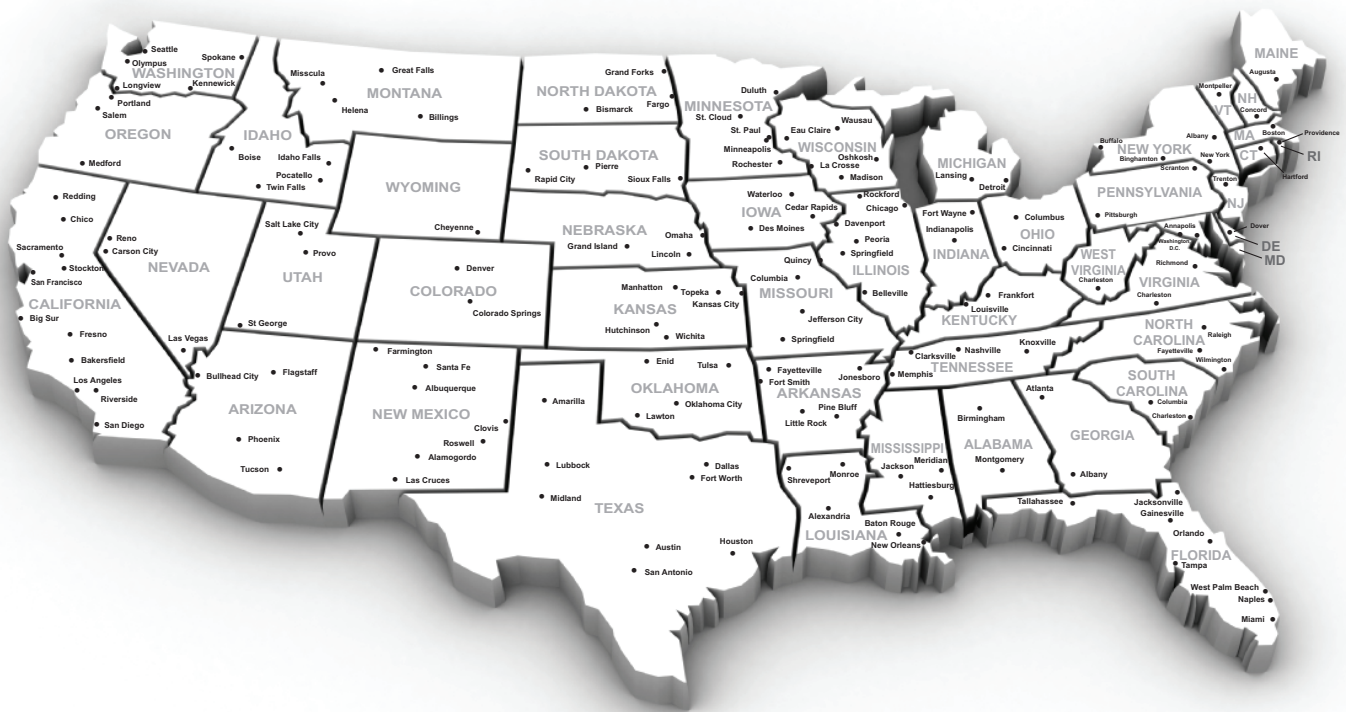 Seattle
Spokane
Olympus
WASHINGTON
Longview
Kennewick
Portland
Salem
OREGON
Medford
IDAHO
Boise
Idaho Falls
Pocatello
Twin Falls
Misscula
Great Falls
MONTANA
Helena
Billings
WYOMING
Cheyenne
Redding
Chico
Sacramento
Stockton
San Francisco
CALIFORNIA
Big Sur
Fresno
Bakersfield
Los Angeles
Riverside
San Diego
Reno
Carson City
NEVADA
Las Vegas
Salt Lake City
Provo
UTAH
St George
Denver
COLORADO
Colorado Springs
Bullhead City
Flagstaff
ARIZONA
Phoenix
Tucson
Farmington
Santa Fe
Albuquerque
NEW MEXICO
Clovis
Roswell
Alamogordo
Las Cruces
Grand Forks
NORTH DAKOTA
Fargo
Bismarck
SOUTH DAKOTA
Pierre
Rapid City
Sioux Falls
NEBRASKA
Omaha
Grand Island
Lincoln
Manhatton
Topeka
Kansas City
KANSAS
Hutchinson
Wichita
Enid
Tulsa
OKLAHOMA
Oklahoma City
Lawton
Amarilla
Lubbock
Dallas
Fort Worth
Midland
TEXAS
Austin
Houston
San Antonio
Duluth
MINNESOTA
St. Cloud
St. Paul
Minneapolis
Rochester
Wausau
Eau Claire
WISCONSIN
Oshkosh
La Crosse
Madison
Waterloo
Cedar Rapids
IOWA
Des Moines
Rockford
Chicago
Davenport
Peoria
Springfield
Quincy
ILLINOIS
Belleville
Columbia
MISSOURI
Jefferson City
Springfield
Fayetteville
Fort Smith
Jonesboro
ARKANSAS
Pine Bluff
Little Rock
Shreveport
Monroe
Alexandria
Baton Rouge
LOUISIANA
New Orleans
MISSISSIPPI
Meridian
Jackson
Hattiesburg
Birmingham
ALABAMA
Montgomery
MICHIGAN
Lansing
Detroit
Fort Wayne
Indianapolis
INDIANA
Columbus
OHIO
Cincinnati
Frankfort
Louisville
KENTUCKY
Clarksville
Nashville
Knoxville
TENNESSEE
Memphis
Atlanta
GEORGIA
Albany
Tallahassee
Jacksonville
Gainesville
Orlando
FLORIDA
Tampa
West Palm Beach
Naples
Miami
SOUTH
CAROLINA
Columbia
Charleston
NORTH
CAROLINA
Raleigh
Fayetteville
Wilmington
WEST
VIRGINIA
Charleston
Richmond
VIRGINIA
Charleston
Annapolis
Washington
D.C.
Dover
DE
MD
PENNSYLVANIA
Pittsburgh
Scranton
Trenton
NJ
Buffalo
Albany
NEW YORK
Binghamton
New York
MAINE
Augusta
Montpeller
VT
NH
Concord
MA
Boston
Providence
CT
RI
Hartford